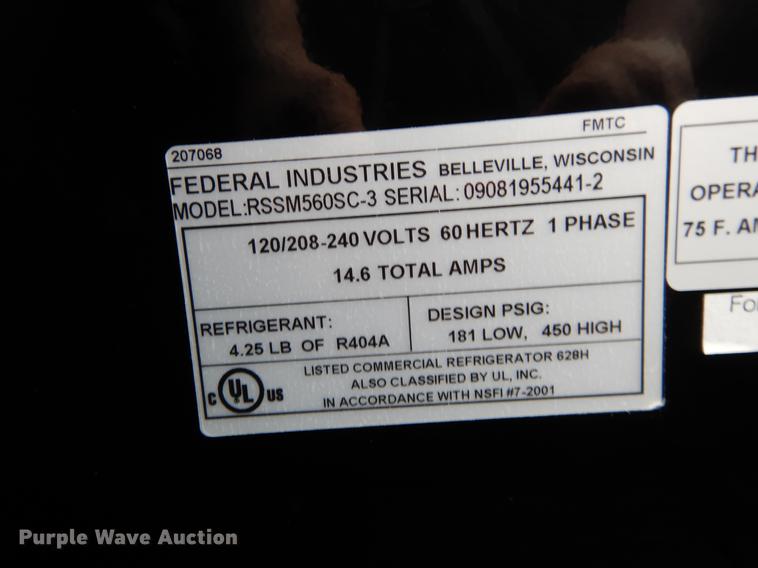 207068
FMTC
FEDERAL INDUSTRIES BELLEVILLE, WISCONSIN
MODEL:RSSM560SC-3 SERIAL: 09081955441-2
120/208-240 VOLTS 60 HERTZ 1 PHASE
14.6 TOTAL AMPS
REFRIGERANT:
4.25 LB OF R404A
DESIGN PSIG:
181 LOW, 450 HIGH
C UL US
LISTED COMMERCIAL REFRIGERATOR 628H
ALSO CLASSIFIED BY UL, INC.
IN ACCORDANCE WITH NSFI #7-2001
TH
OPERA
75 F. A
Fo
Purple Wave Auction